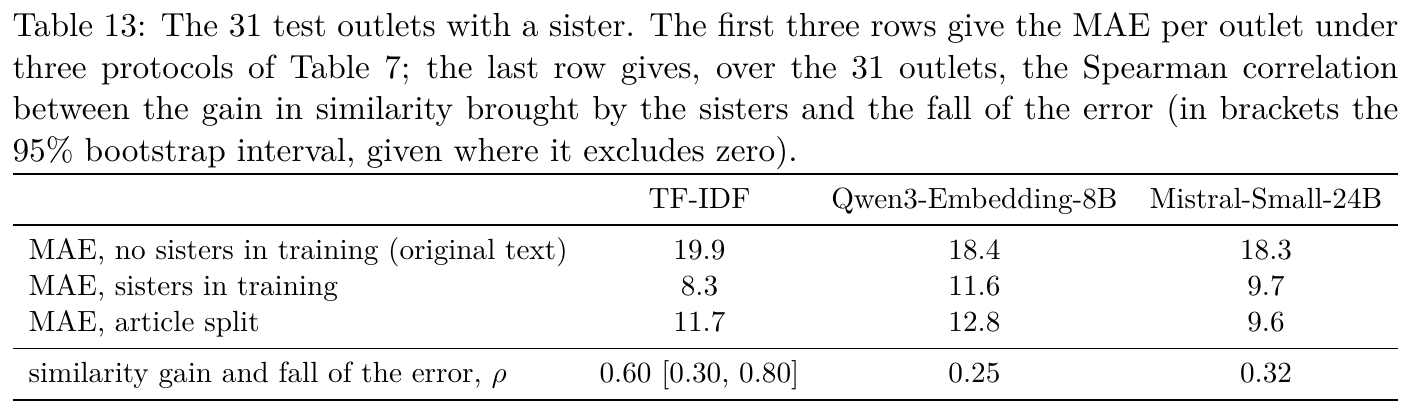 Table 13: The 31 test outlets with a sister. The first three rows give the MAE per outlet under
three protocols of Table 7; the last row gives, over the 31 outlets, the Spearman correlation
between the gain in similarity brought by the sisters and the fall of the error (in brackets the
95% bootstrap interval, given where it excludes zero).
TF-IDF Qwen3-Embedding-8B Mistral-Small-24B
MAE, no sisters in training (original text) 19.9 18.4 18.3
MAE, sisters in training 8.3 11.6 9.7
MAE, article split 11.7 12.8 9.6
similarity gain and fall of the error, ρ 0.60 [0.30, 0.80] 0.25 0.32